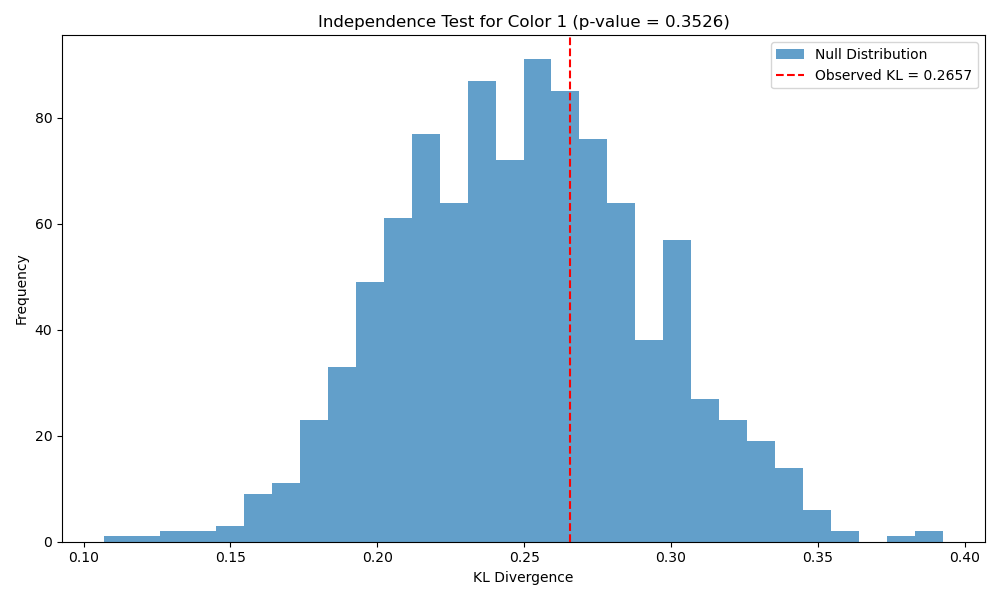 Independence Test for Color 1 (p-value = 0.3526)
Null Distribution
Observed KL = 0.2657
Frequency
80
60
40
20
0
0.10 0.15 0.20 0.25 0.30 0.35 0.40
KL Divergence